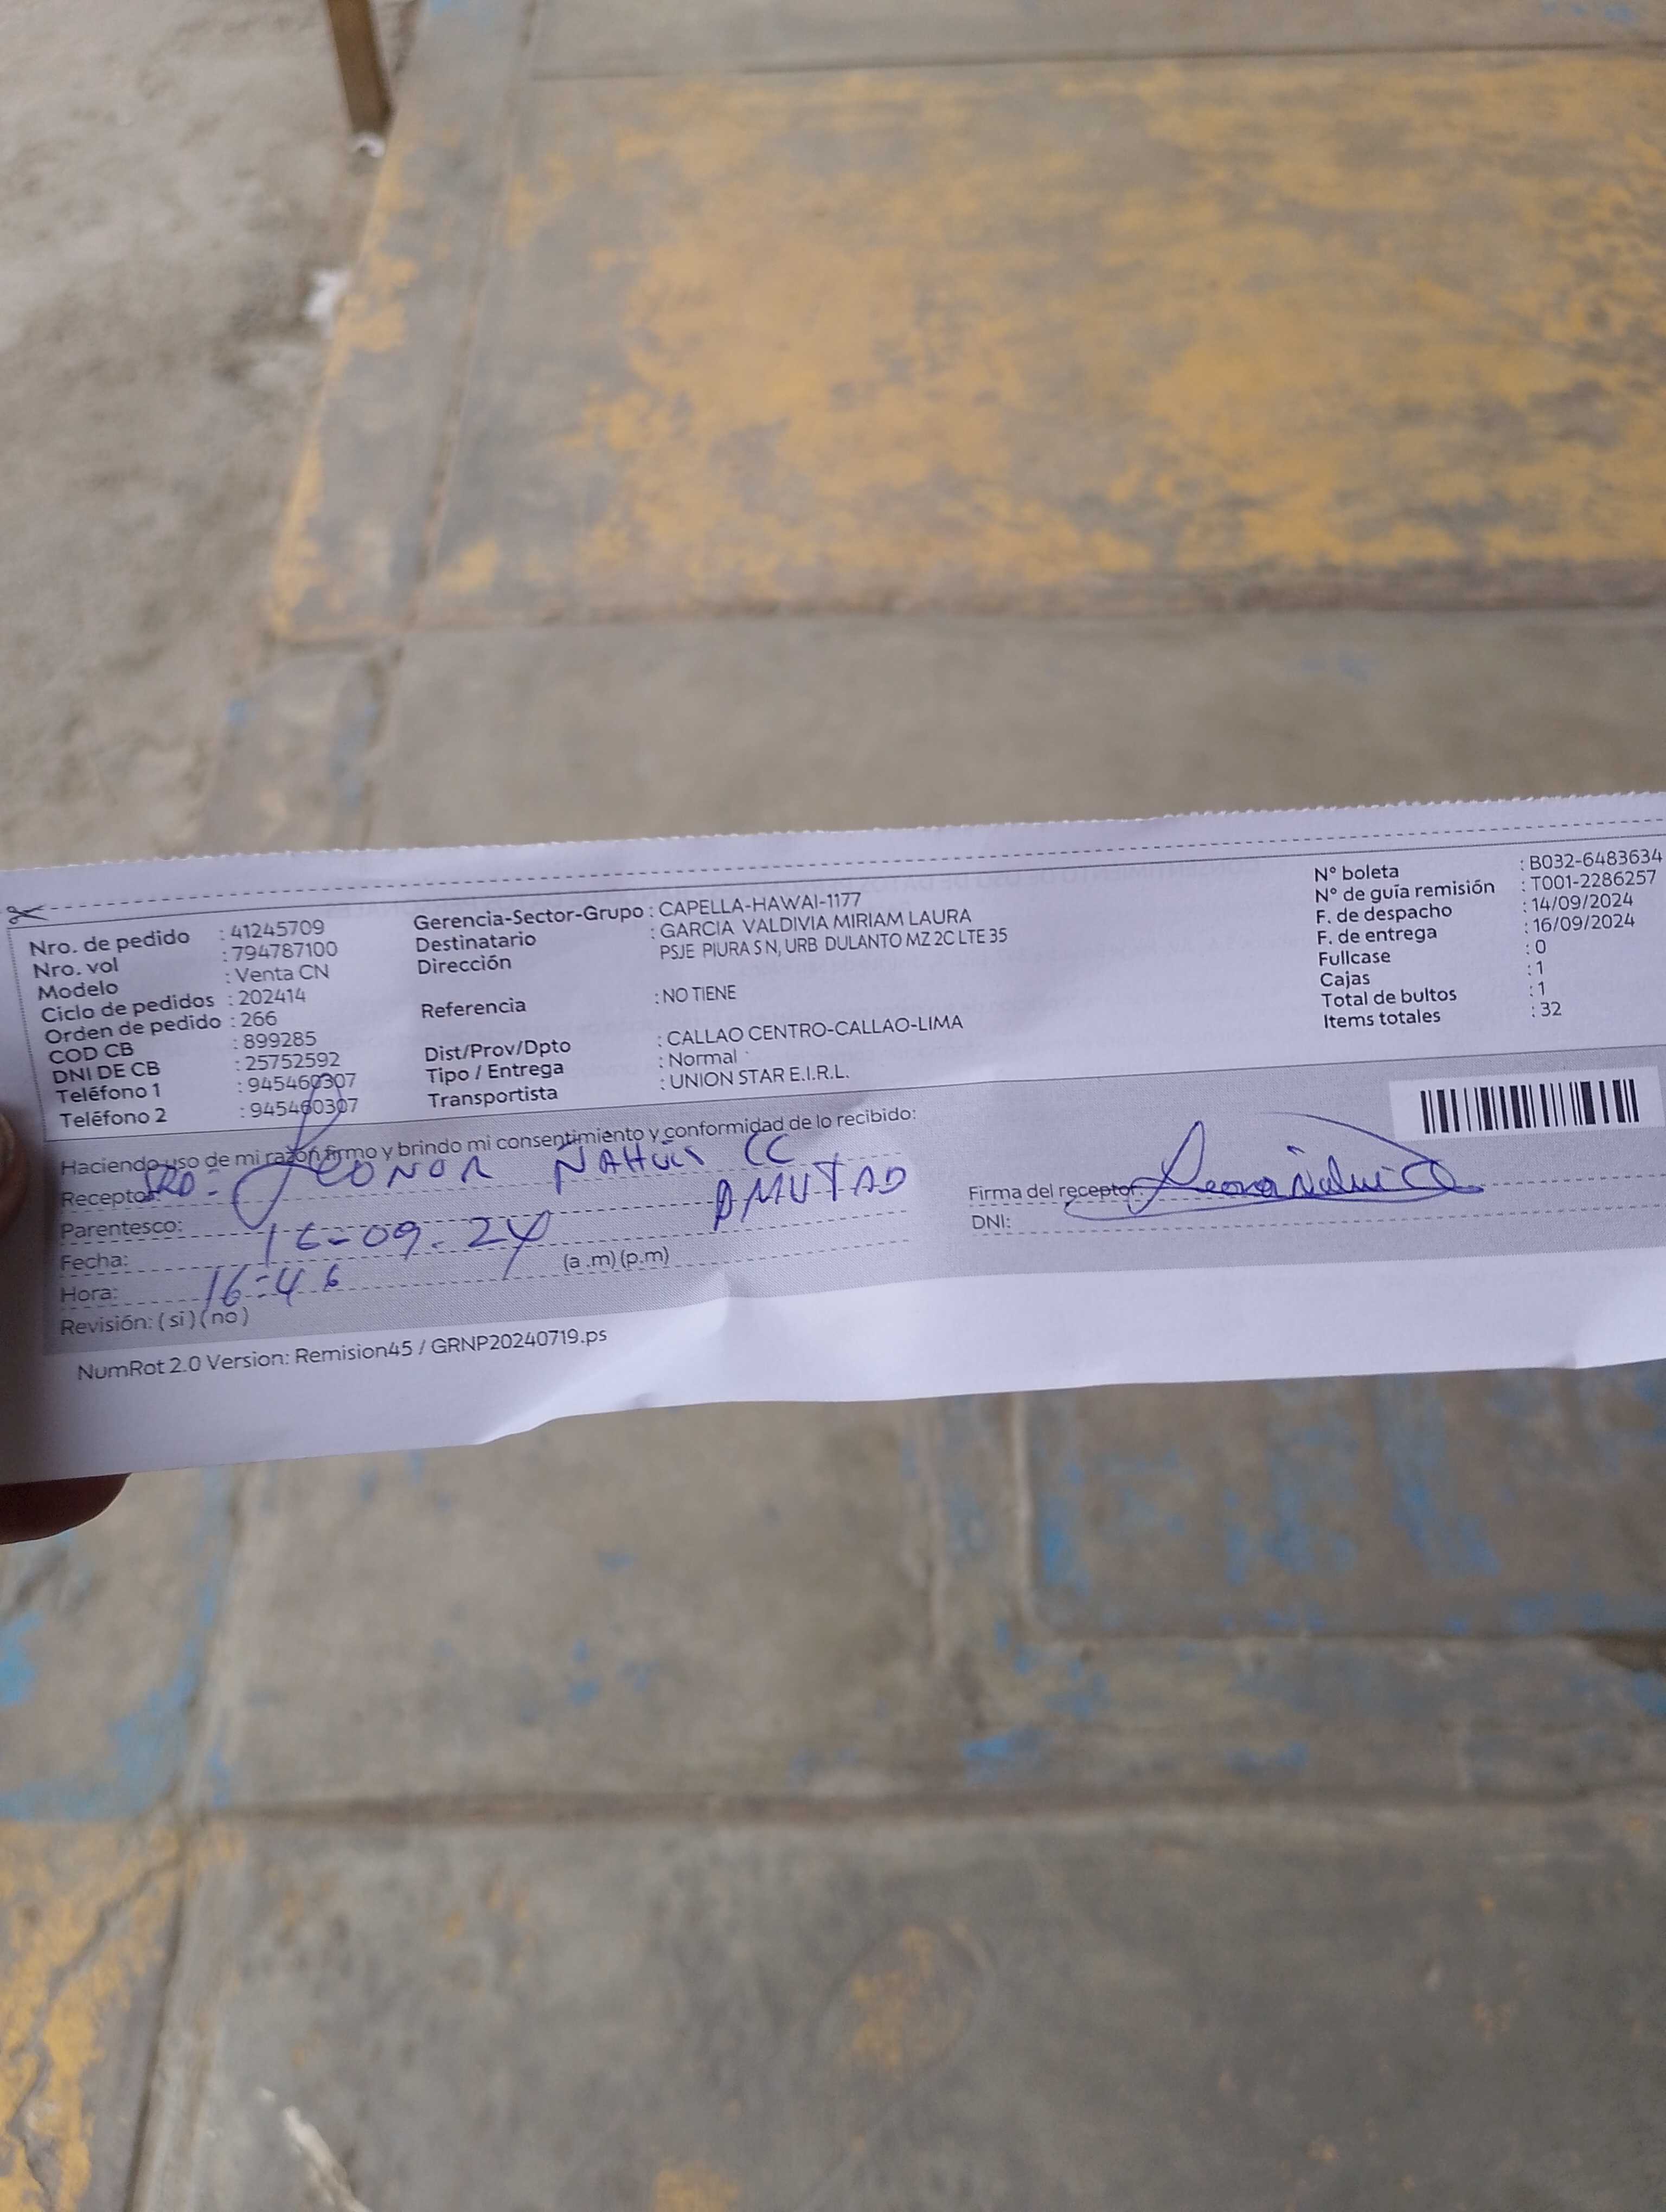 Nro. de pedido : 41245709
Nro. vol : 794787100
Modelo : Venta CN
Ciclo de pedidos : 202414
Orden de pedido : 266
COD CB : 899285
DNI DE CB : 25752592
Teléfono 1 : 945460307
Teléfono 2 : 945460307
Gerencia-Sector-Grupo : CAPELLA-HAWAI-1177
Destinatario : GARCIA VALDIVIA MIRIAM LAURA
Dirección PSJE PIURA S N, URB DULANTO MZ 2C LTE 35
Referencia : NO TIENE
Dist/Prov/Dpto : CALLAO CENTRO-CALLAO-LIMA
Tipo / Entrega : Normal
Transportista : UNION STAR E.I.R.L.
N° boleta : B032-6483634
N° de guía remisión : T001-2286257
F. de despacho : 14/09/2024
F. de entrega : 16/09/2024
Fullcase : 0
Cajas : 1
Total de bultos : 1
Items totales : 32
Haciendo uso de mi razón firmo y brindo mi consentimiento y conformidad de lo recibido:
Receptor: LEONOR ÑAHUIS CC
Parentesco: AMUTAD
Fecha: 16-09-24
Hora: 16:46 (a .m) (p.m)
Revisión: ( si ) ( no )
Firma del receptor:
DNI:
NumRot 2.0 Version: Remision45 / GRNP20240719.ps